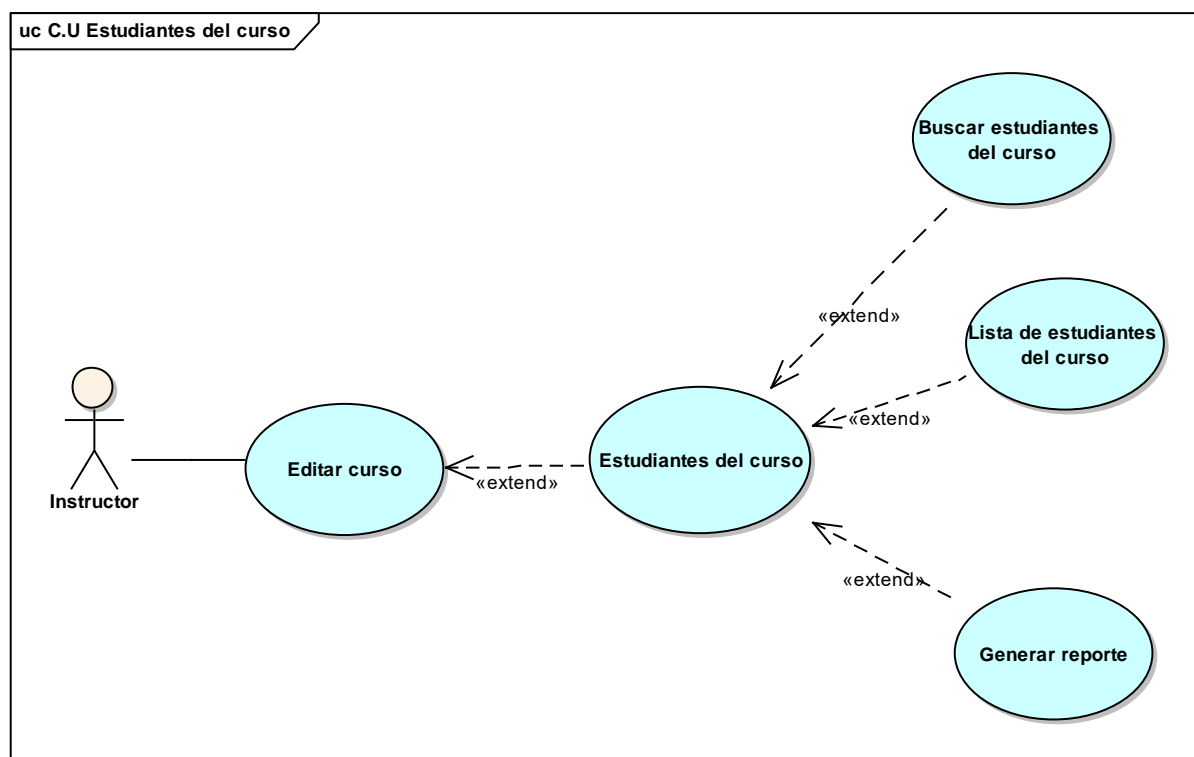 uc C.U Estudiantes del curso
Buscar estudiantes
del curso
«extend»
Lista de estudiantes
del curso
«extend»
Instructor
Editar curso
«extend»
Estudiantes del curso
«extend»
Generar reporte